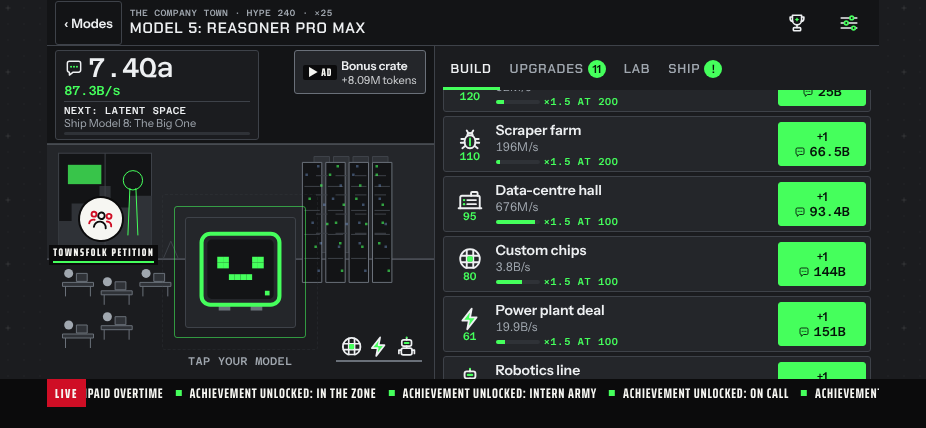 ‹ Modes
THE COMPANY TOWN · HYPE 240 · ×25
MODEL 5: REASONER PRO MAX
7.40a
87.3B/s
NEXT: LATENT SPACE
Ship Model 8: The Big One
AD
Bonus crate
+8.09M tokens
BUILD
UPGRADES 11
LAB
SHIP !
120
×1.5 AT 200
25B
Scraper farm
196M/s
110
×1.5 AT 200
+1
66.5B
Data-centre hall
676M/s
95
×1.5 AT 100
+1
93.4B
Custom chips
3.8B/s
80
×1.5 AT 100
+1
144B
Power plant deal
19.9B/s
61
×1.5 AT 100
+1
151B
Robotics line
+1
TOWNSFOLK PETITION
TAP YOUR MODEL
LIVE PAID OVERTIME ■ ACHIEVEMENT UNLOCKED: IN THE ZONE ■ ACHIEVEMENT UNLOCKED: INTERN ARMY ■ ACHIEVEMENT UNLOCKED: ON CALL ■ ACHIEVEMEN